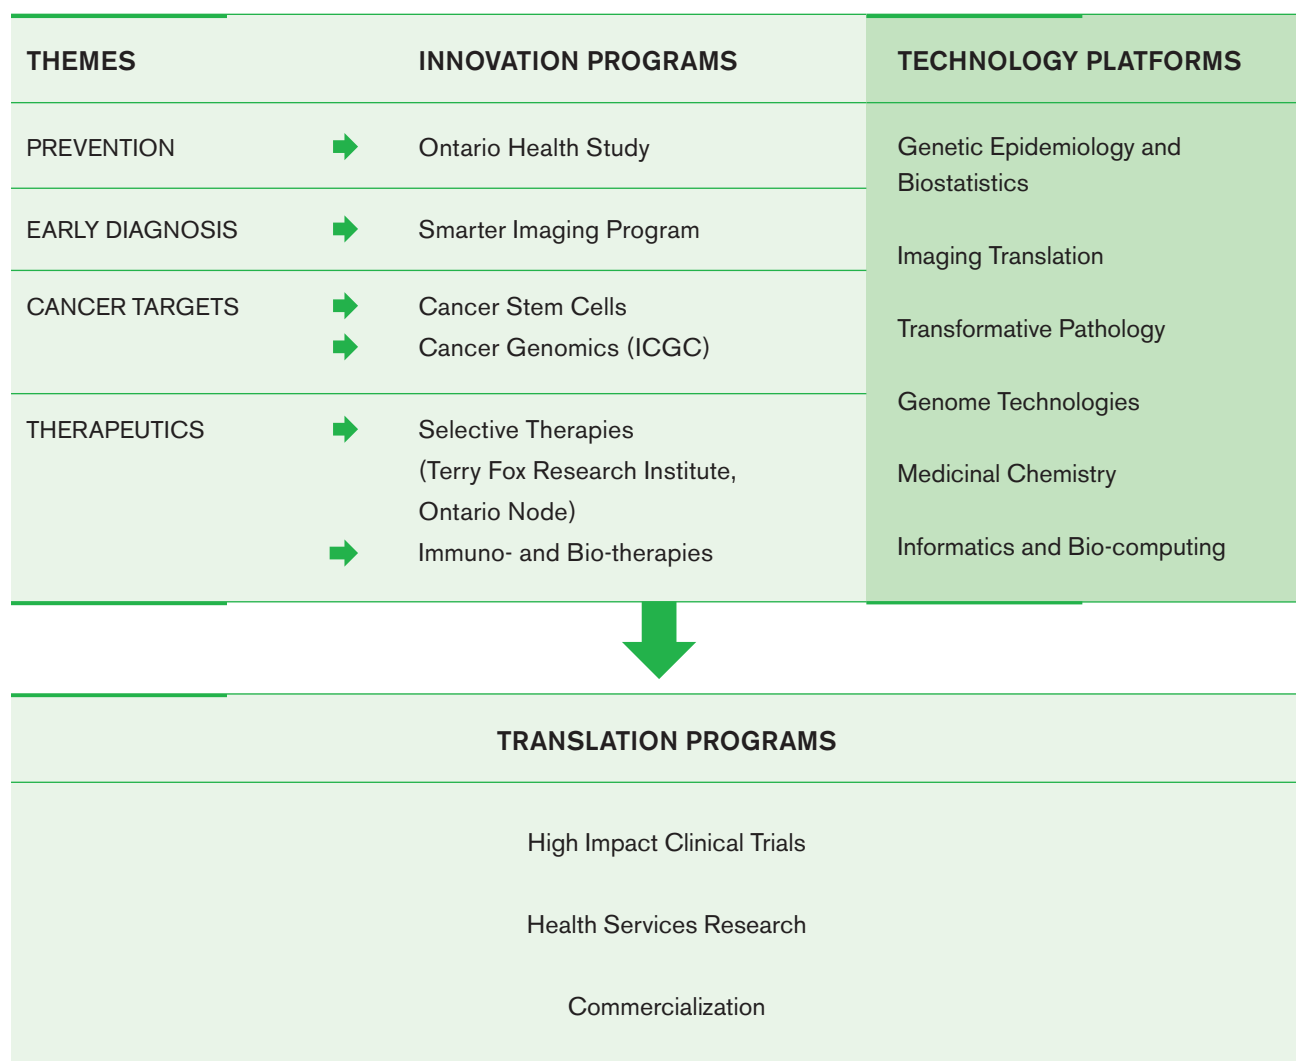 THEMES
INNOVATION PROGRAMS
TECHNOLOGY PLATFORMS
PREVENTION
Ontario Health Study
EARLY DIAGNOSIS
Smarter Imaging Program
CANCER TARGETS
Cancer Stem Cells
Cancer Genomics (ICGC)
THERAPEUTICS
Selective Therapies
(Terry Fox Research Institute,
Ontario Node)
Immuno- and Bio-therapies
Genetic Epidemiology and
Biostatistics
Imaging Translation
Transformative Pathology
Genome Technologies
Medicinal Chemistry
Informatics and Bio-computing
TRANSLATION PROGRAMS
High Impact Clinical Trials
Health Services Research
Commercialization